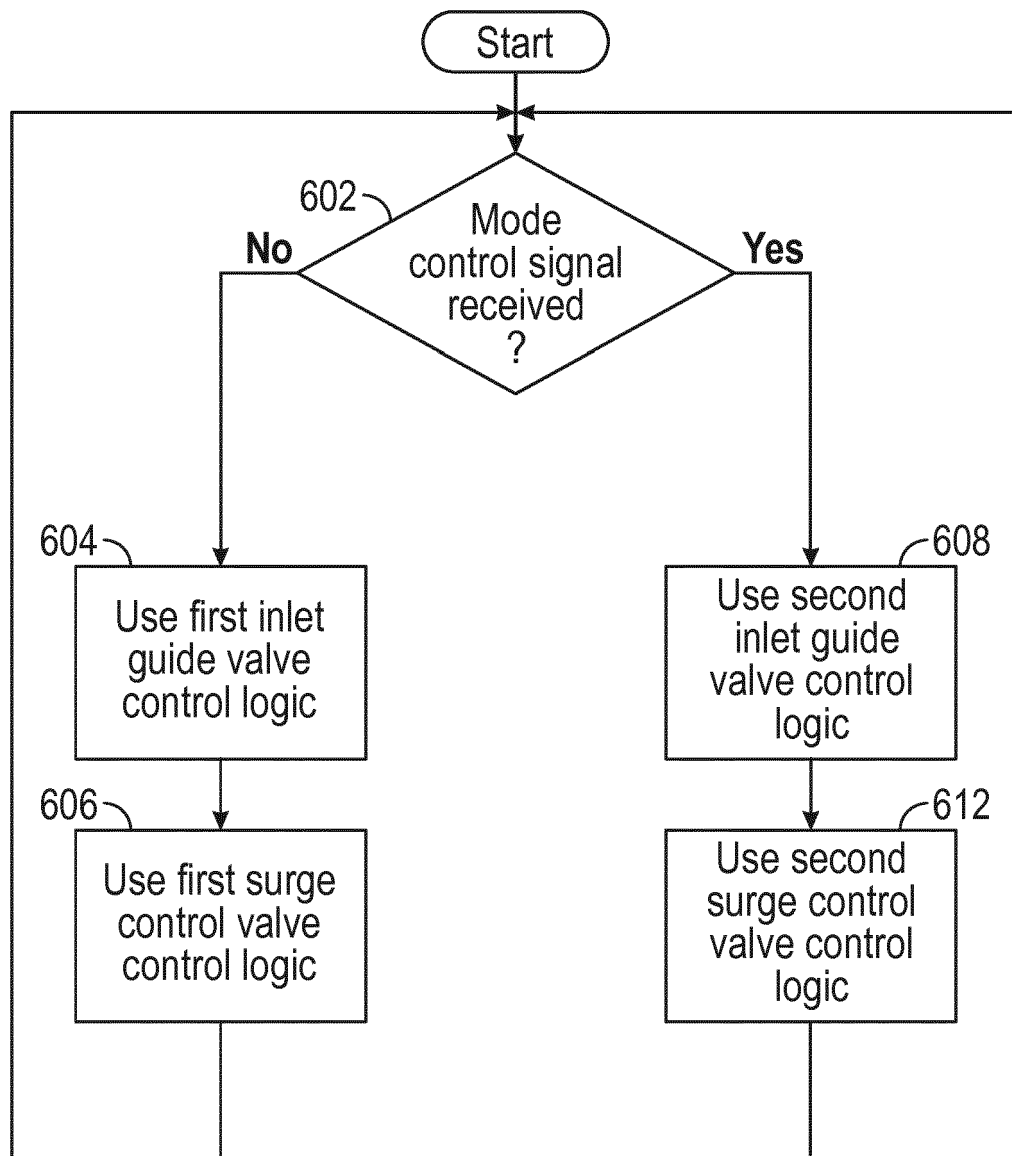 Start
602
Mode
control signal
received
?
No
Yes
604
Use first inlet
guide valve
control logic
608
Use second
inlet guide
valve control
logic
606
Use first surge
control valve
control logic
612
Use second
surge control
valve control
logic